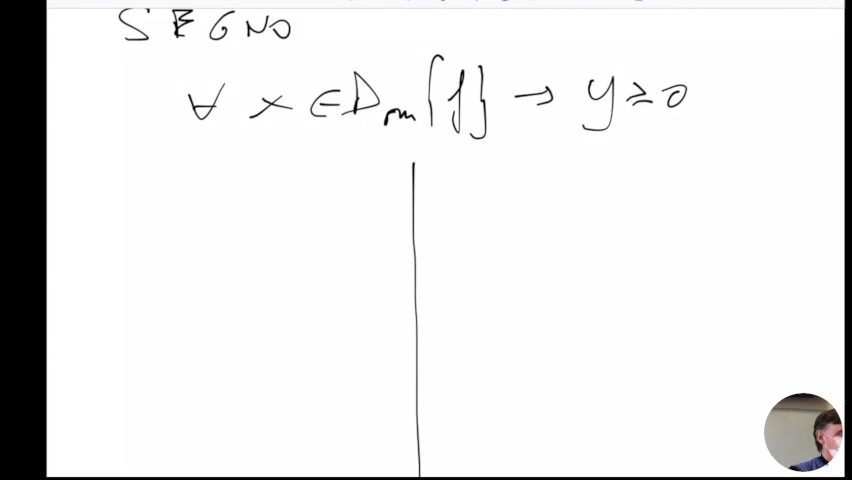 SEGNO
∀ x ∈ Dom {f} → y ≥ 0